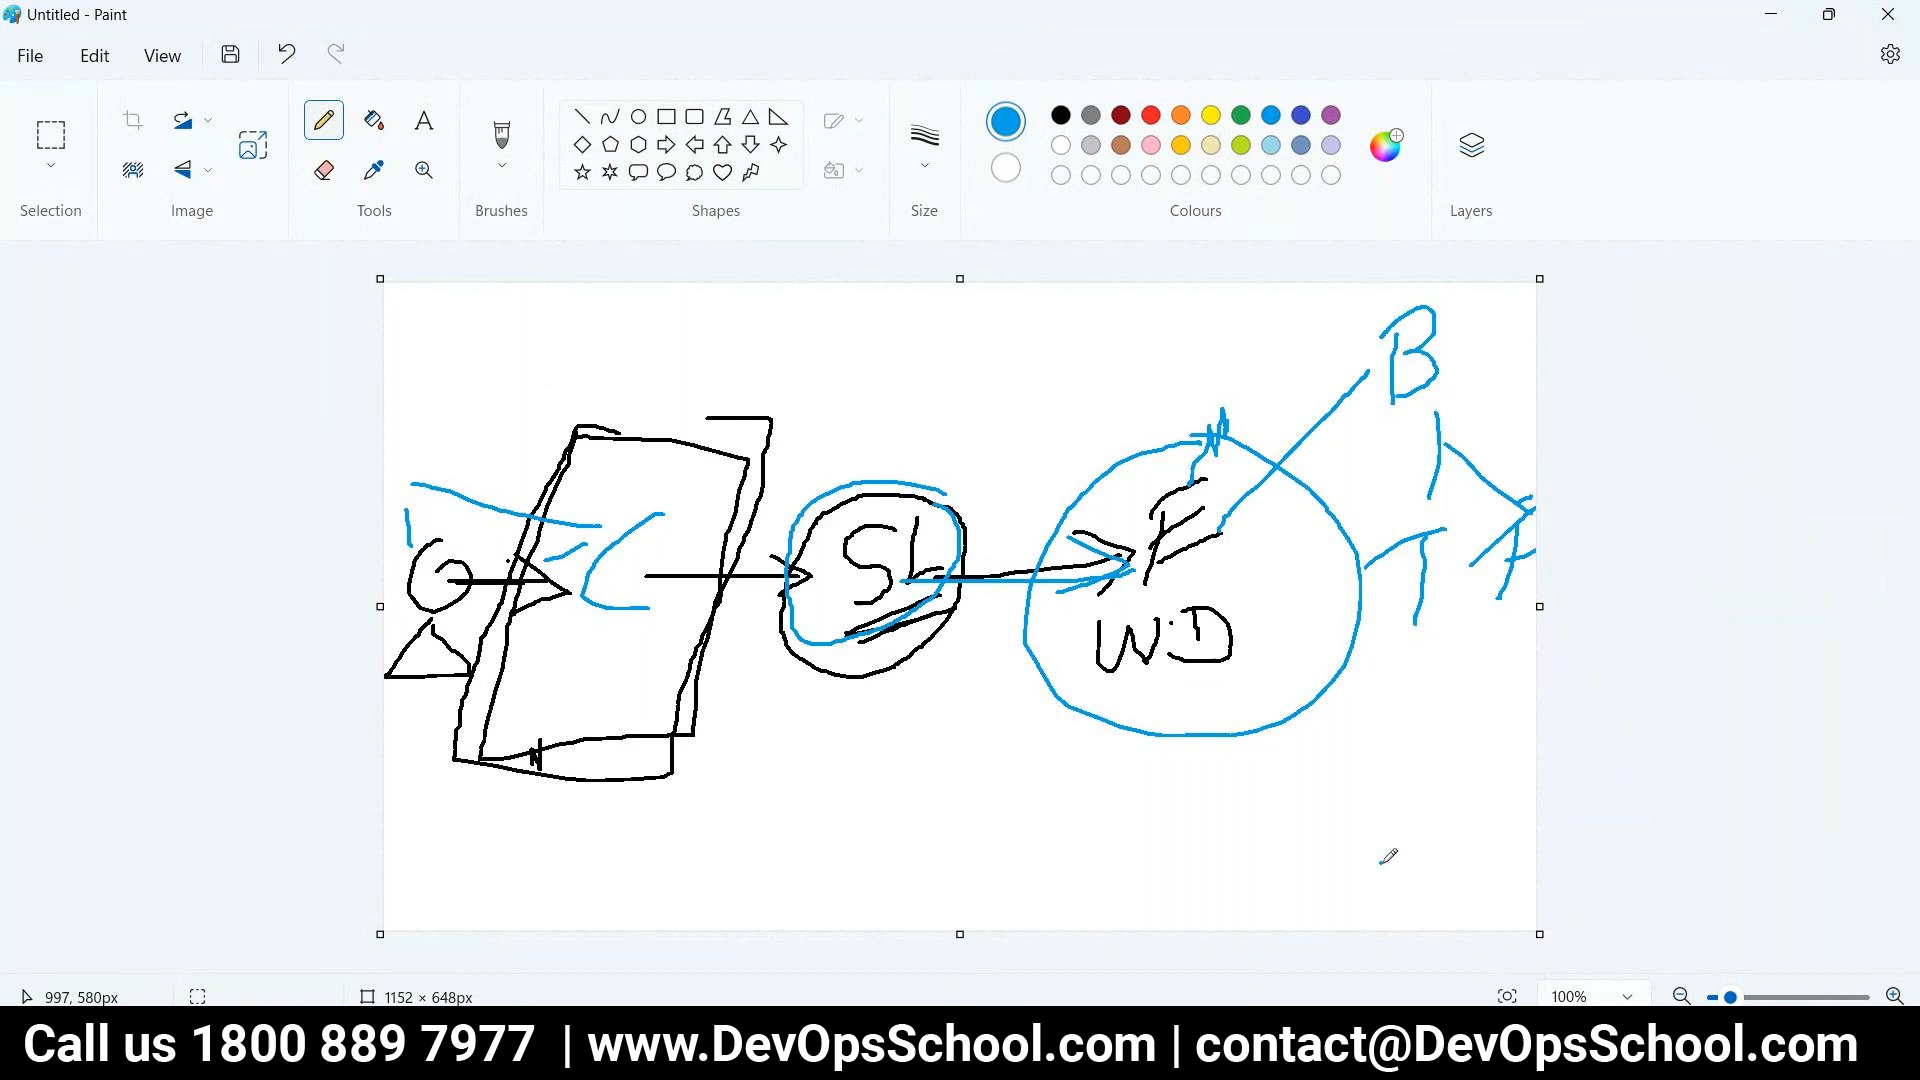 Untitled - Paint
File Edit View
Selection Image Tools Brushes Shapes Size Colours Layers
B
SL
WD
997, 580px 1152 × 648px 100%
Call us 1800 889 7977 | www.DevOpsSchool.com | contact@DevOpsSchool.com